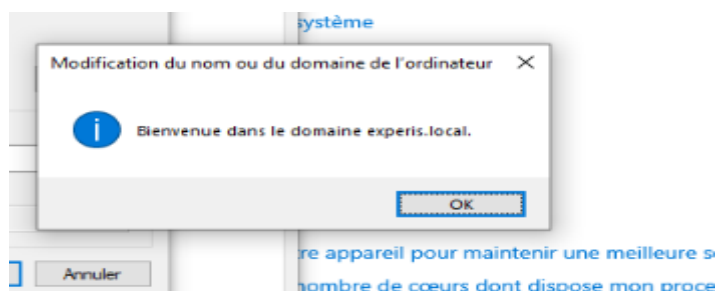 système
Modification du nom ou du domaine de l'ordinateur
Bienvenue dans le domaine experis.local.
OK
re appareil pour maintenir une meilleure
Annuler
nombre de cœurs dont dispose mon